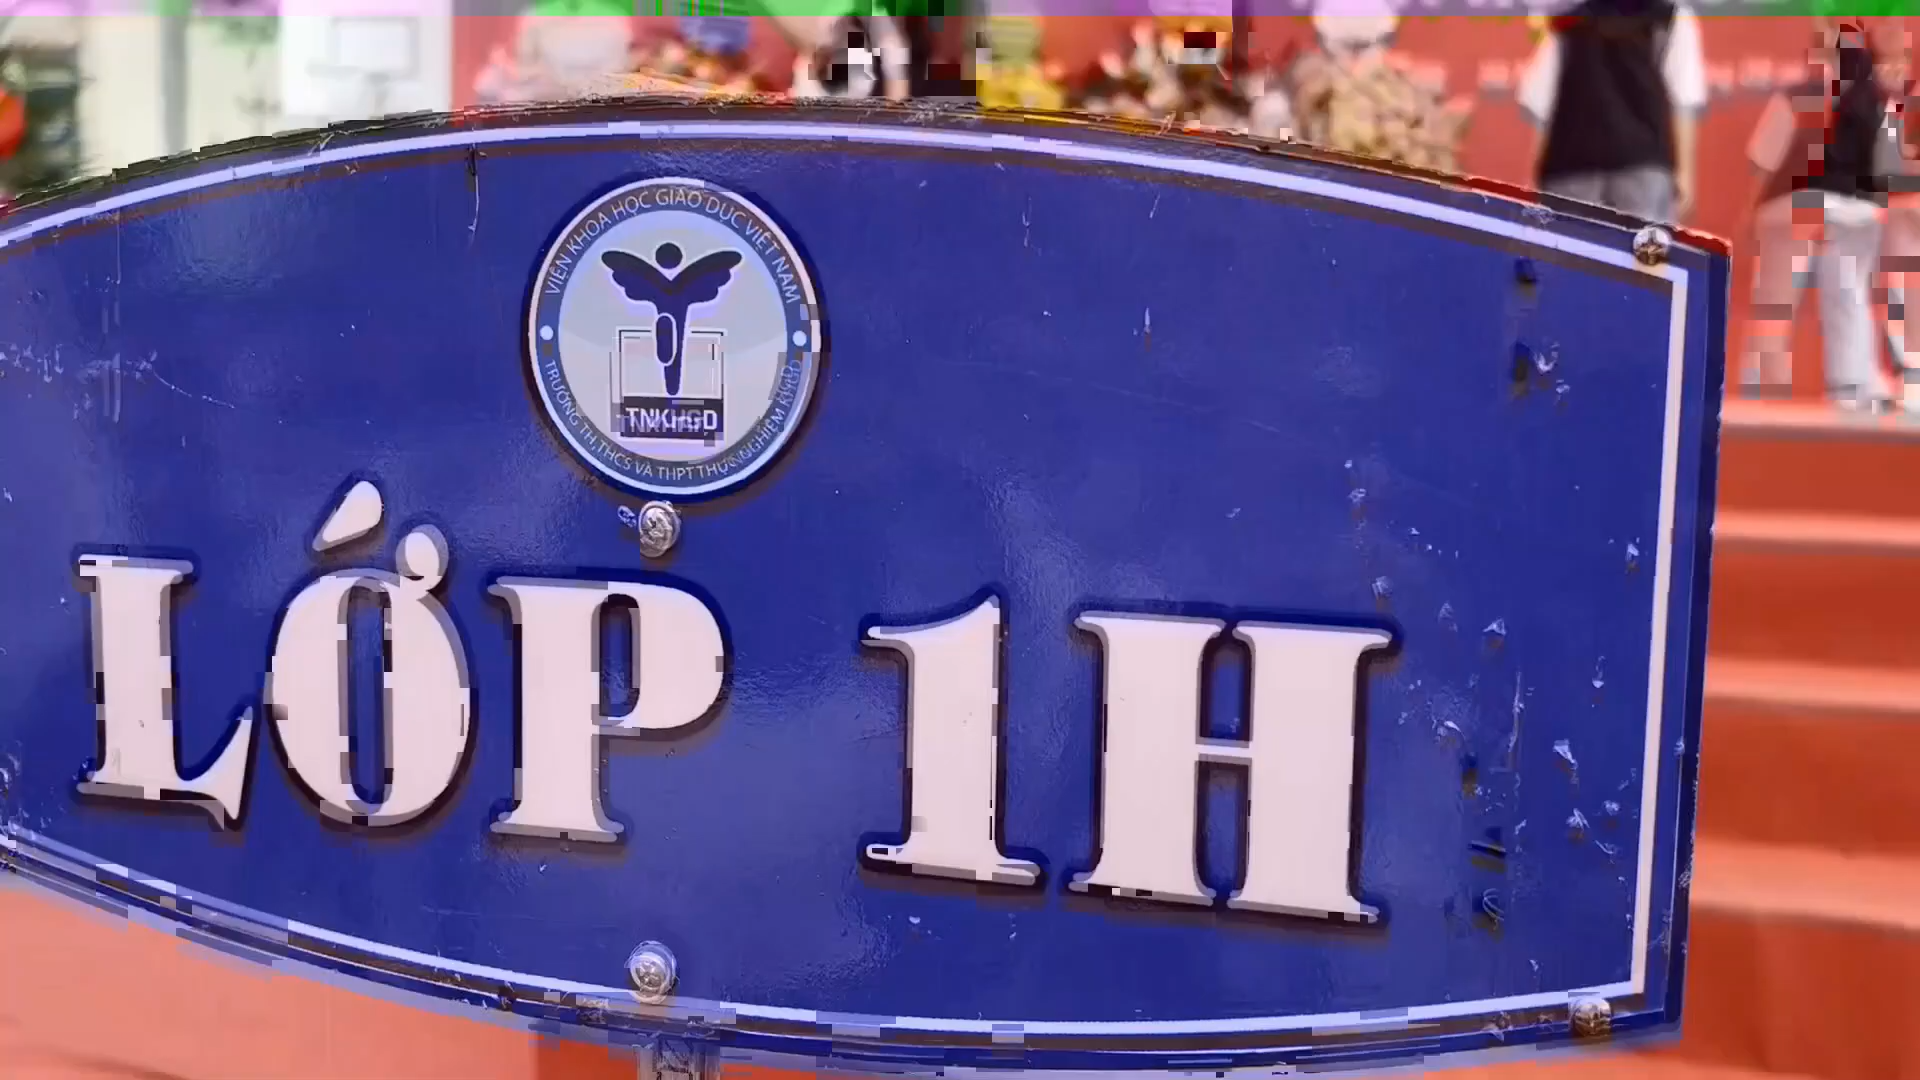 VIỆN KHOA HỌC GIÁO DỤC VIỆT NAM
TNKHGD
TRƯỜNG TH,THCS VÀ THPT THỰC NGHIỆM KHGD
LỚP 1H